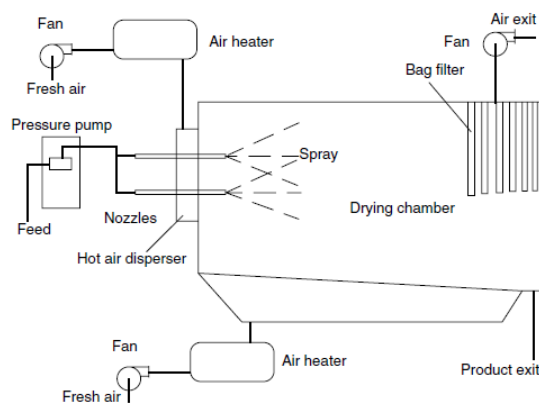 Fan
Air heater
Air exit
Fan
Fresh air
Bag filter
Pressure pump
Spray
Nozzles
Drying chamber
Feed
Hot air disperser
Fan
Air heater
Product exit
Fresh air